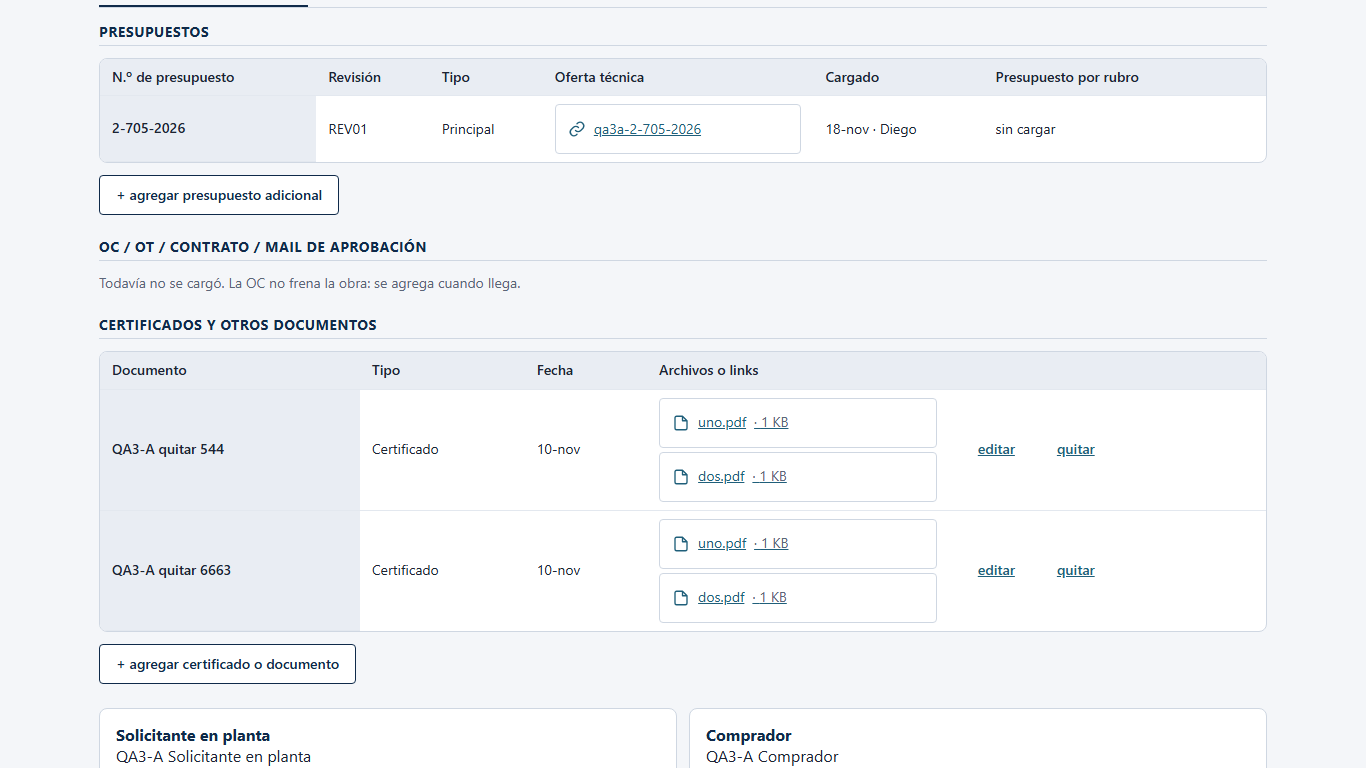 PRESUPUESTOS
N.º de presupuesto Revisión Tipo Oferta técnica Cargado Presupuesto por rubro
2-705-2026 REV01 Principal qa3a-2-705-2026 18-nov · Diego sin cargar
+ agregar presupuesto adicional
OC / OT / CONTRATO / MAIL DE APROBACIÓN
Todavía no se cargó. La OC no frena la obra: se agrega cuando llega.
CERTIFICADOS Y OTROS DOCUMENTOS
Documento Tipo Fecha Archivos o links
QA3-A quitar 544 Certificado 10-nov uno.pdf · 1 KB editar quitar
dos.pdf · 1 KB
QA3-A quitar 6663 Certificado 10-nov uno.pdf · 1 KB editar quitar
dos.pdf · 1 KB
+ agregar certificado o documento
Solicitante en planta
QA3-A Solicitante en planta
Comprador
QA3-A Comprador